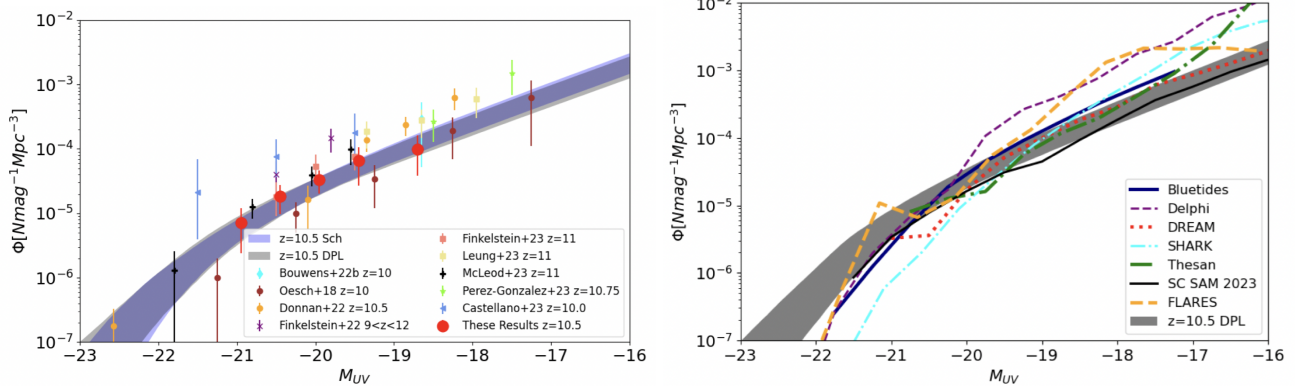 10⁻²
10⁻³
10⁻⁴
10⁻⁵
10⁻⁶
10⁻⁷
Φ[Nmag⁻¹Mpc⁻³]
−23 −22 −21 −20 −19 −18 −17 −16
M_UV
z=10.5 Sch
z=10.5 DPL
Bouwens+22b z=10
Oesch+18 z=10
Donnan+22 z=10.5
Finkelstein+22 9<z<12
Finkelstein+23 z=11
Leung+23 z=11
McLeod+23 z=11
Perez-Gonzalez+23 z=10.75
Castellano+23 z=10.0
These Results z=10.5
10⁻²
10⁻³
10⁻⁴
10⁻⁵
10⁻⁶
10⁻⁷
Φ[Nmag⁻¹Mpc⁻³]
−23 −22 −21 −20 −19 −18 −17 −16
M_UV
Bluetides
Delphi
DREAM
SHARK
Thesan
SC SAM 2023
FLARES
z=10.5 DPL